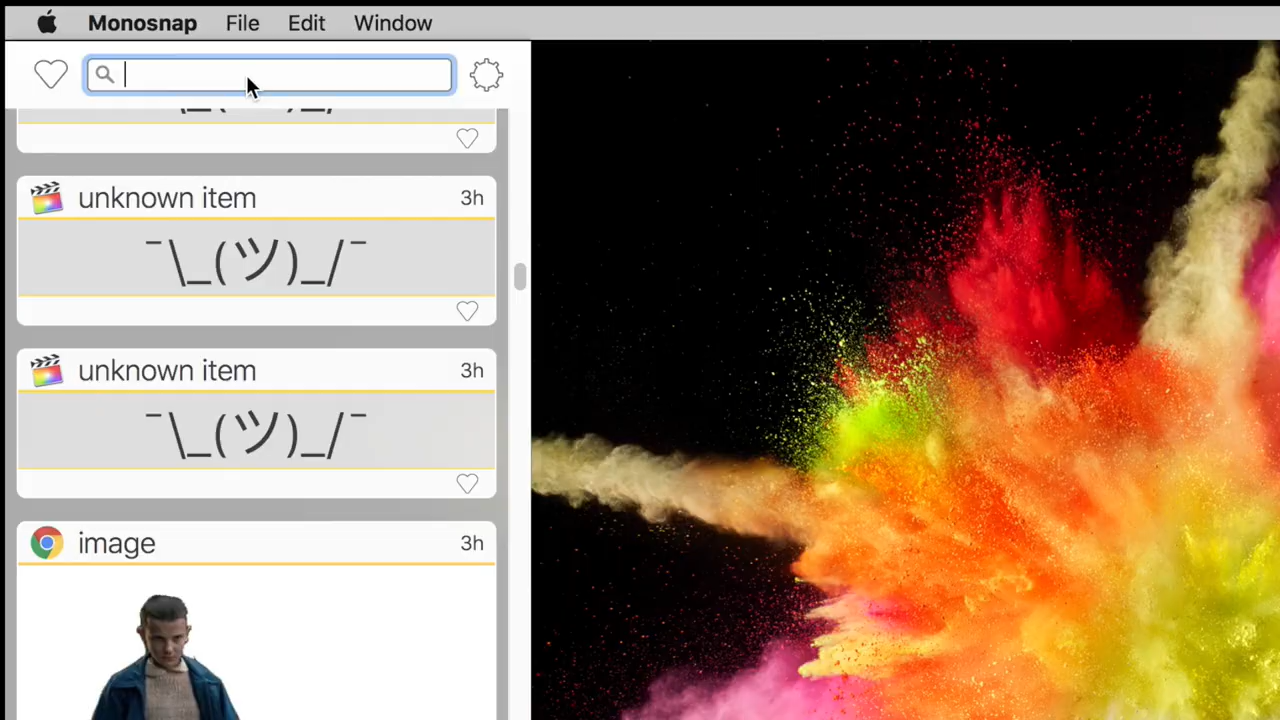 Monosnap File Edit Window
unknown item 3h
¯\_(ツ)_/¯
unknown item 3h
¯\_(ツ)_/¯
image 3h